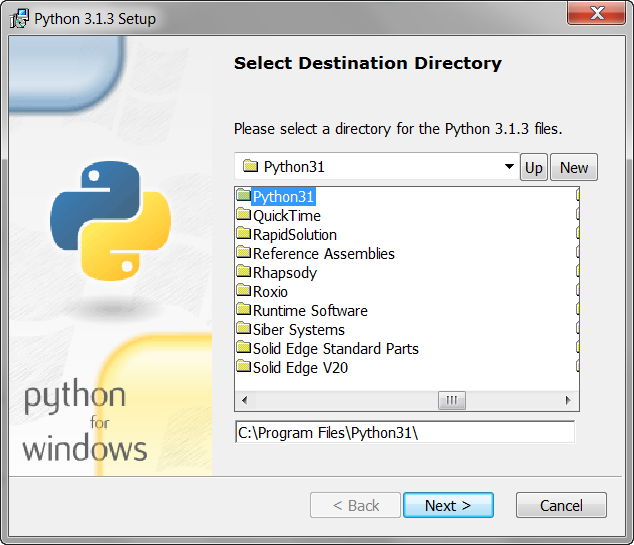 Python 3.1.3 Setup
Select Destination Directory
Please select a directory for the Python 3.1.3 files.
Python31
Up
New
Python31
QuickTime
RapidSolution
Reference Assemblies
Rhapsody
Roxio
Runtime Software
Siber Systems
Solid Edge Standard Parts
Solid Edge V20
C:\Program Files\Python31\
python
for
windows
< Back
Next >
Cancel